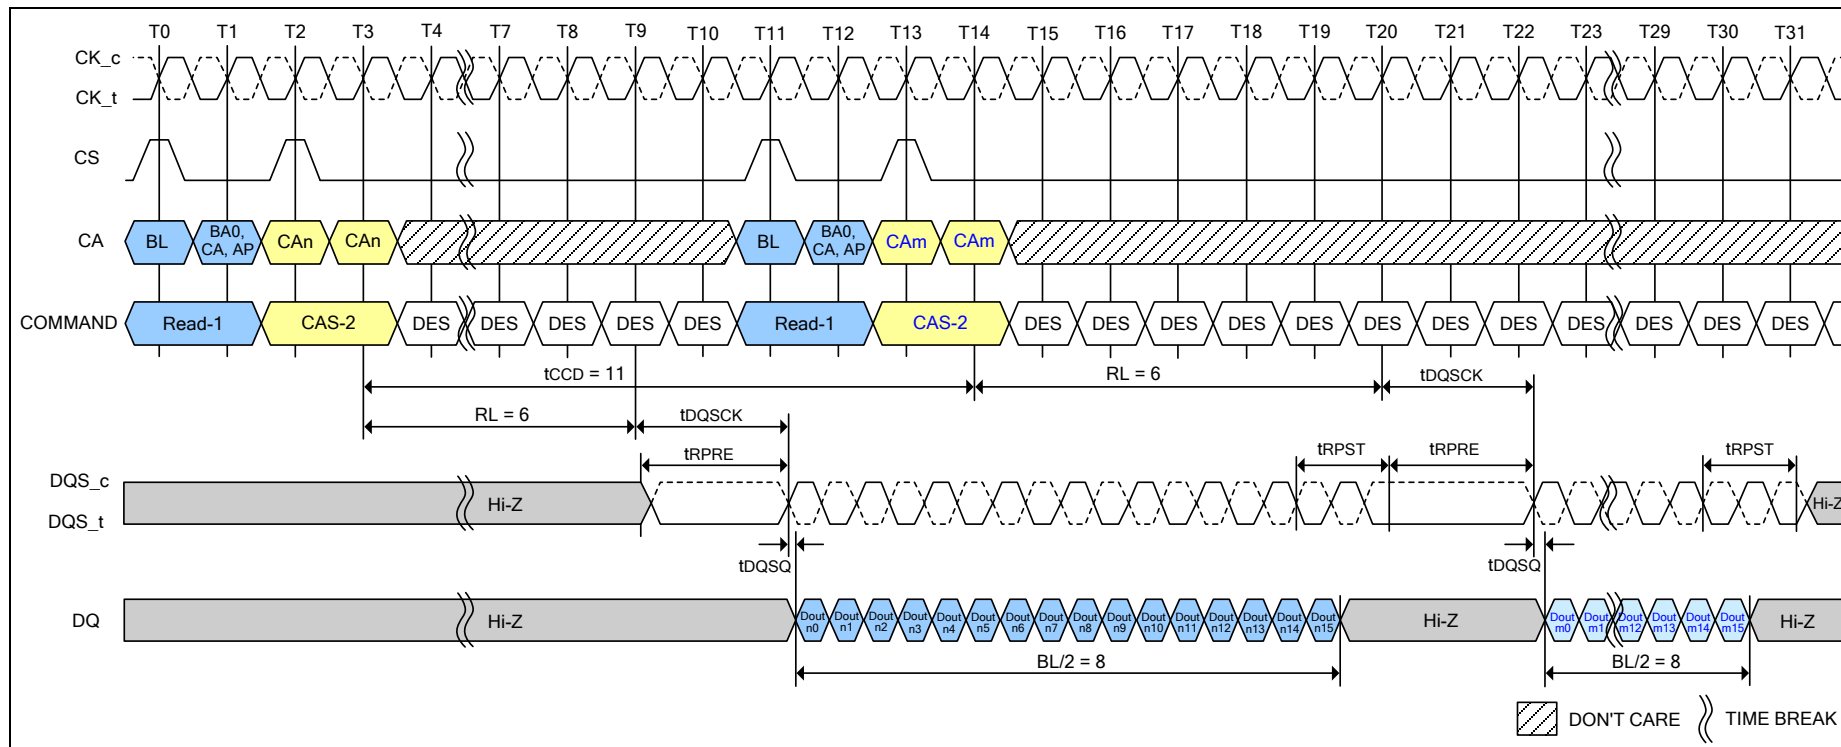 T0 T1 T2 T3 T4 T7 T8 T9 T10 T11 T12 T13 T14 T15 T16 T17 T18 T19 T20 T21 T22 T23 T29 T30 T31
CK_c
CK_t
CS
CA BL BA0, CA, AP CAn CAn BL BA0, CA, AP CAm CAm
COMMAND Read-1 CAS-2 DES DES DES DES DES Read-1 CAS-2 DES DES DES DES DES DES DES DES DES DES DES DES
tCCD = 11 RL = 6 tDQSCK
RL = 6 tDQSCK
tRPRE tRPST tRPRE tRPST
DQS_c
Hi-Z Hi-Z
DQS_t
tDQSQ tDQSQ
DQ Hi-Z Dout n0 Dout n1 Dout n2 Dout n3 Dout n4 Dout n5 Dout n6 Dout n7 Dout n8 Dout n9 Dout n10 Dout n11 Dout n12 Dout n13 Dout n14 Dout n15 Hi-Z Dout m0 Dout m1 Dout m12 Dout m13 Dout m14 Dout m15 Hi-Z
BL/2 = 8 BL/2 = 8
DON'T CARE TIME BREAK